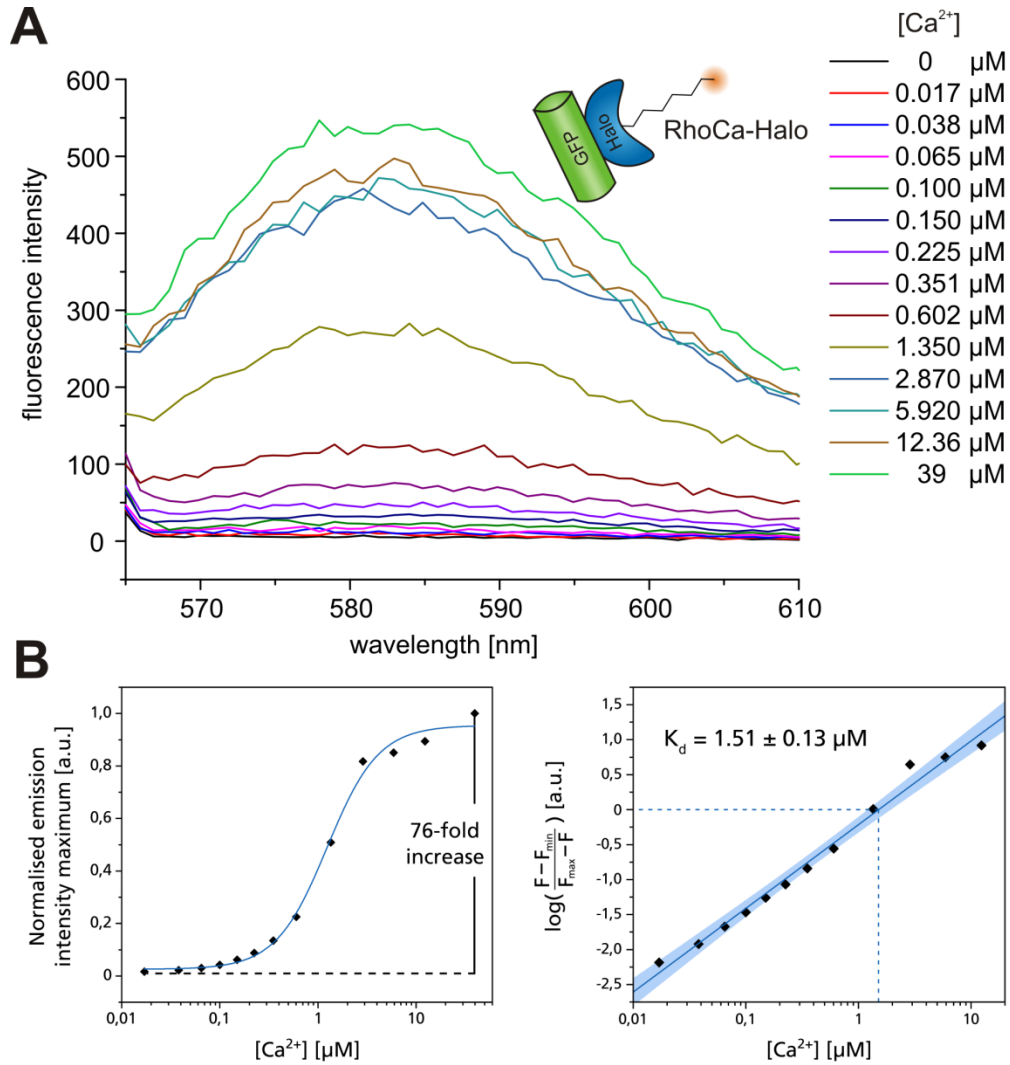 A
[Ca²⁺]
0 µM
0.017 µM
0.038 µM
0.065 µM
0.100 µM
0.150 µM
0.225 µM
0.351 µM
0.602 µM
1.350 µM
2.870 µM
5.920 µM
12.36 µM
39 µM
GFP
Halo
RhoCa-Halo
fluorescence intensity
600
500
400
300
200
100
0
570 580 590 600 610
wavelength [nm]
B
Normalised emission
intensity maximum [a.u.]
1,0
0,8
0,6
0,4
0,2
0
76-fold
increase
0,01 0,1 1 10
[Ca²⁺] [µM]
log(F − Fmin / Fmax − F) [a.u.]
1,5
1,0
0,5
0
-0,5
-1,0
-1,5
-2,0
-2,5
Kd = 1.51 ± 0.13 µM
0,01 0,1 1 10
[Ca²⁺] [µM]